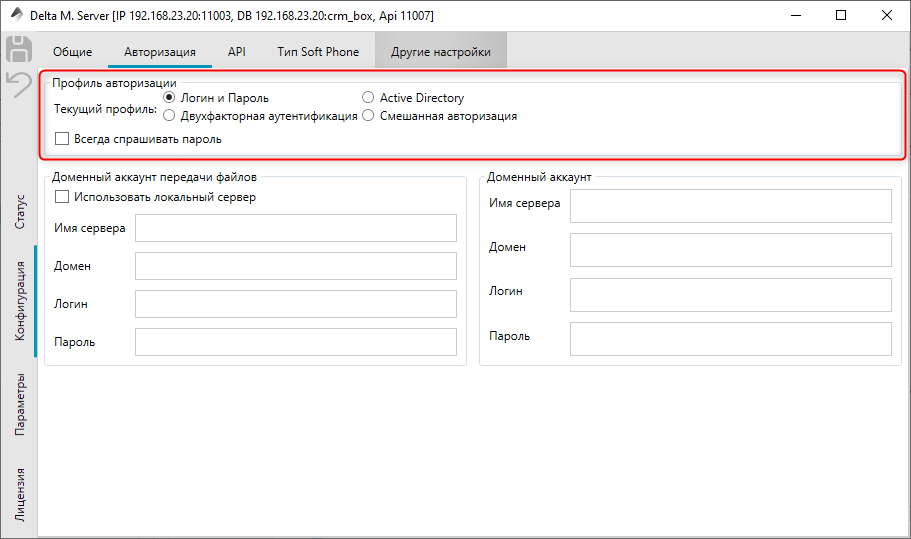 Delta M. Server [IP 192.168.23.20:11003, DB 192.168.23.20:crm_box, Api 11007]
Общие Авторизация API Тип Soft Phone Другие настройки
Профиль авторизации
Текущий профиль: Логин и Пароль Active Directory
Двухфакторная аутентификация Смешанная авторизация
Всегда спрашивать пароль
Доменный аккаунт передачи файлов
Использовать локальный сервер
Имя сервера
Домен
Логин
Пароль
Доменный аккаунт
Имя сервера
Домен
Логин
Пароль
Статус
Конфигурация
Параметры
Лицензия